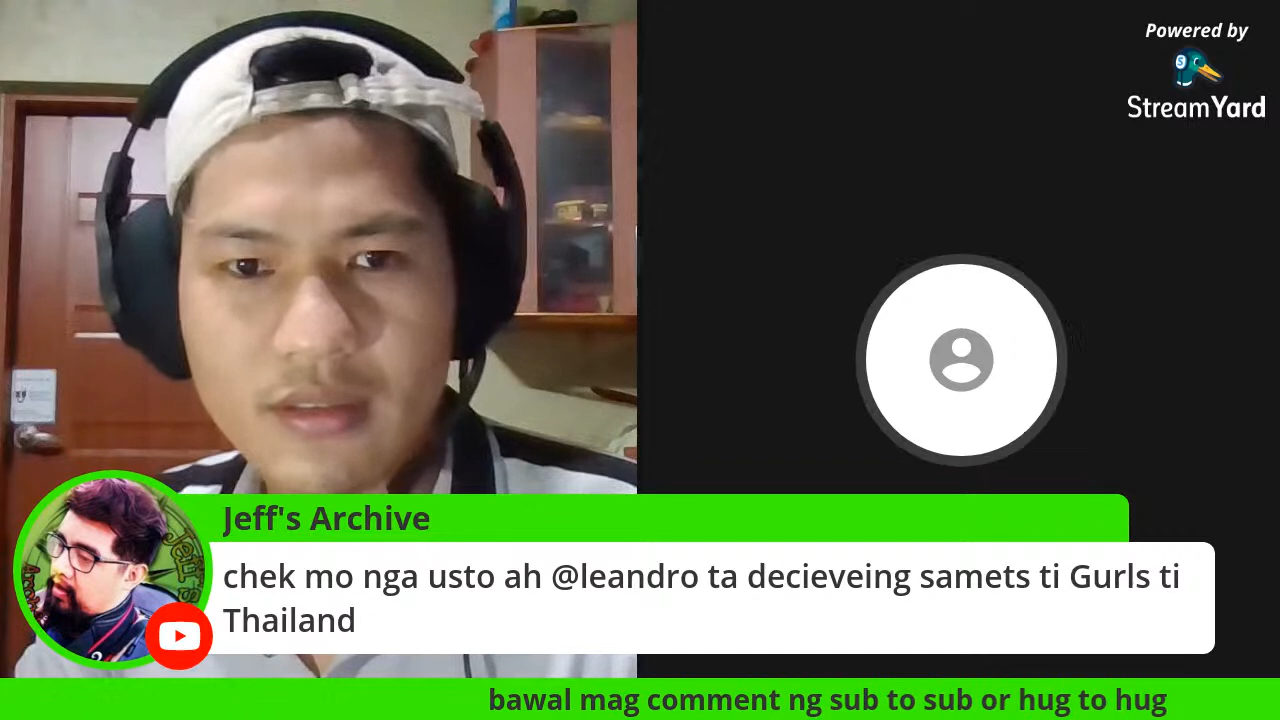 Powered by
StreamYard
Jeff's Archive
chek mo nga usto ah @leandro ta decieveing samets ti Gurls ti
Thailand
bawal mag comment ng sub to sub or hug to hug